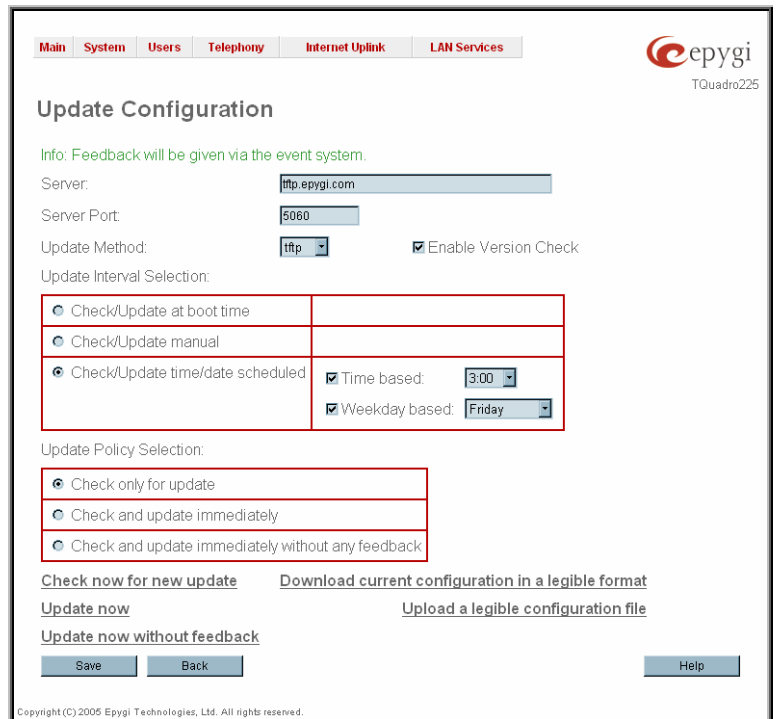 Main System Users Telephony Internet Uplink LAN Services
epygi
TQuadro225
Update Configuration
Info: Feedback will be given via the event system.
Server: tftp.epygi.com
Server Port: 5060
Update Method: tftp Enable Version Check
Update Interval Selection:
Check/Update at boot time
Check/Update manual
Check/Update time/date scheduled Time based: 3:00
Weekday based: Friday
Update Policy Selection:
Check only for update
Check and update immediately
Check and update immediately without any feedback
Check now for new update Download current configuration in a legible format
Update now Upload a legible configuration file
Update now without feedback
Save Back Help
Copyright (C) 2005 Epygi Technologies, Ltd. All rights reserved.